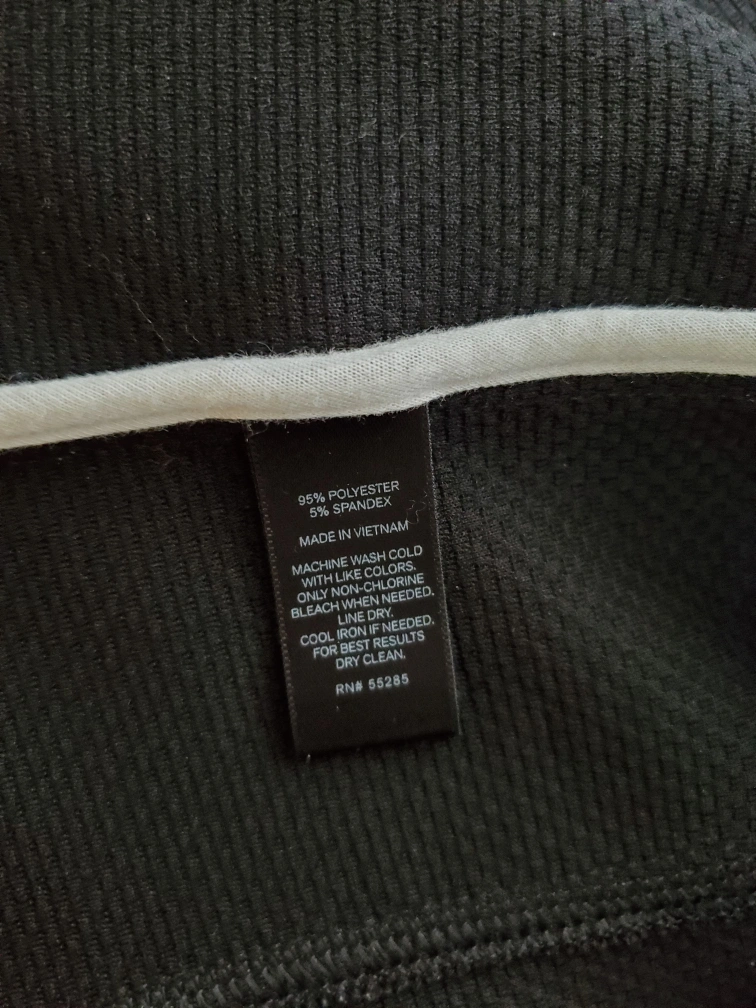 95% POLYESTER
5% SPANDEX
MADE IN VIETNAM
MACHINE WASH COLD
WITH LIKE COLORS.
ONLY NON-CHLORINE
BLEACH WHEN NEEDED.
LINE DRY.
COOL IRON IF NEEDED.
FOR BEST RESULTS
DRY CLEAN.
RN# 55285